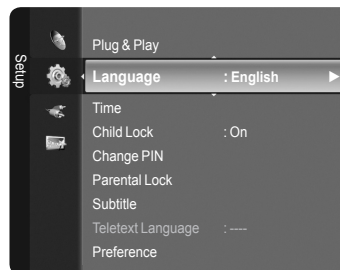 Setup
Plug & Play
Language : English
Time
Child Lock : On
Change PIN
Parental Lock
Subtitle
Teletext Language : ----
Preference